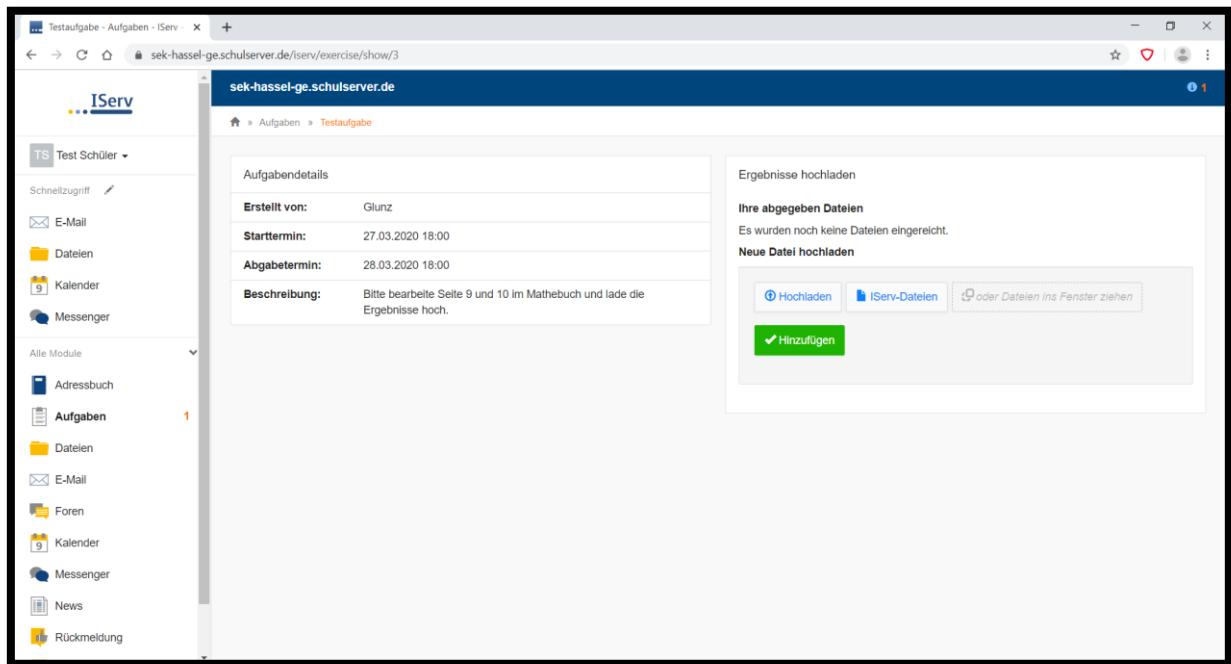 Testaufgabe - Aufgaben - IServ -
sek-hassel-ge.schulserver.de/iserv/exercise/show/3
IServ
sek-hassel-ge.schulserver.de
1
» Aufgaben » Testaufgabe
TS Test Schüler
Schnellzugriff
E-Mail
Dateien
9 Kalender
Messenger
Alle Module
Adressbuch
Aufgaben 1
Dateien
E-Mail
Foren
9 Kalender
Messenger
News
Rückmeldung
Aufgabendetails
Erstellt von: Glunz
Starttermin: 27.03.2020 18:00
Abgabetermin: 28.03.2020 18:00
Beschreibung: Bitte bearbeite Seite 9 und 10 im Mathebuch und lade die
Ergebnisse hoch.
Ergebnisse hochladen
Ihre abgegeben Dateien
Es wurden noch keine Dateien eingereicht.
Neue Datei hochladen
Hochladen IServ-Dateien oder Dateien ins Fenster ziehen
Hinzufügen